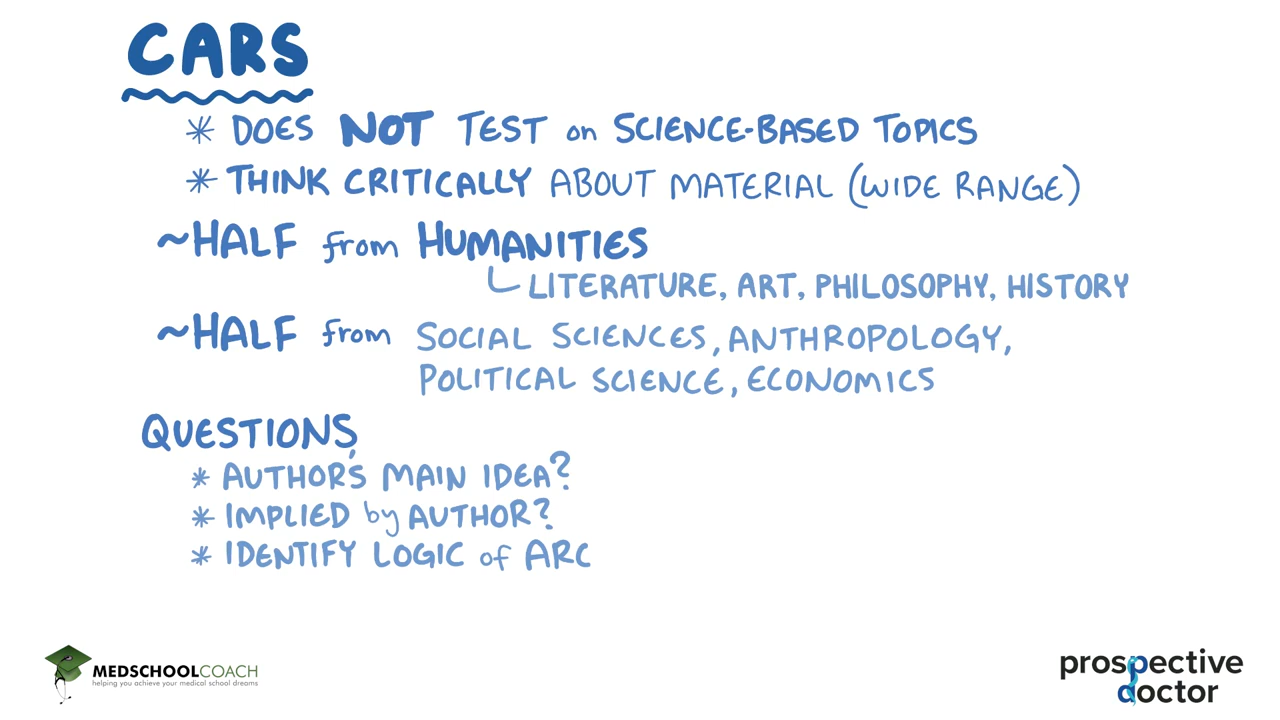 CARS
* DOES NOT TEST on SCIENCE-BASED TOPICS
* THINK CRITICALLY ABOUT MATERIAL (WIDE RANGE)
~HALF from HUMANITIES
LITERATURE, ART, PHILOSOPHY, HISTORY
~HALF from SOCIAL SCIENCES, ANTHROPOLOGY,
POLITICAL SCIENCE, ECONOMICS
QUESTIONS
* AUTHOR'S MAIN IDEA?
* IMPLIED by AUTHOR?
* IDENTIFY LOGIC of ARC
MEDSCHOOLCOACH
helping you achieve your medical school dreams
prospective
doctor